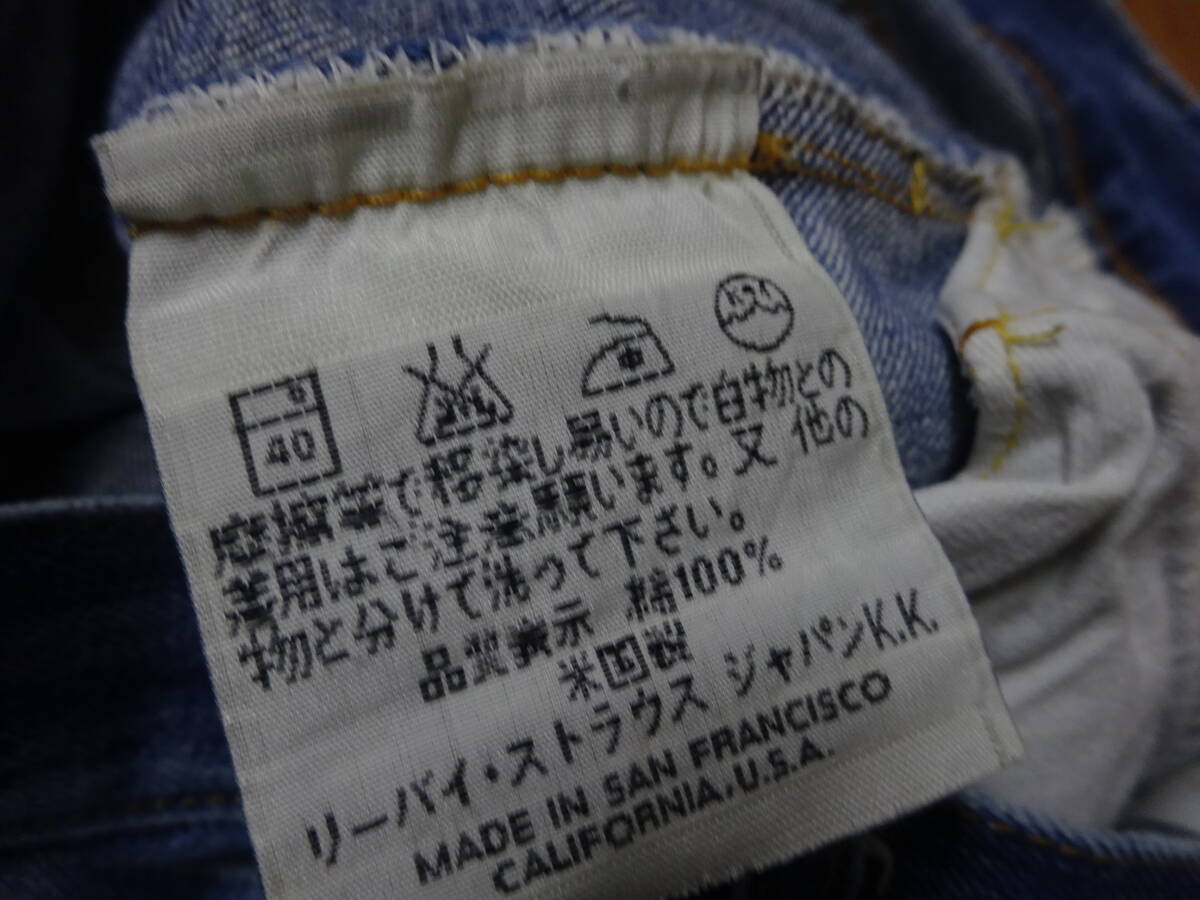 40
摩擦等で移染し易いので白物との
着用はご注意願います。又 他の
物と分けて洗って下さい。
品質表示 綿100%
米国製
リーバイ・ストラウス ジャパンK.K.
MADE IN SAN FRANCISCO
CALIFORNIA, U.S.A.